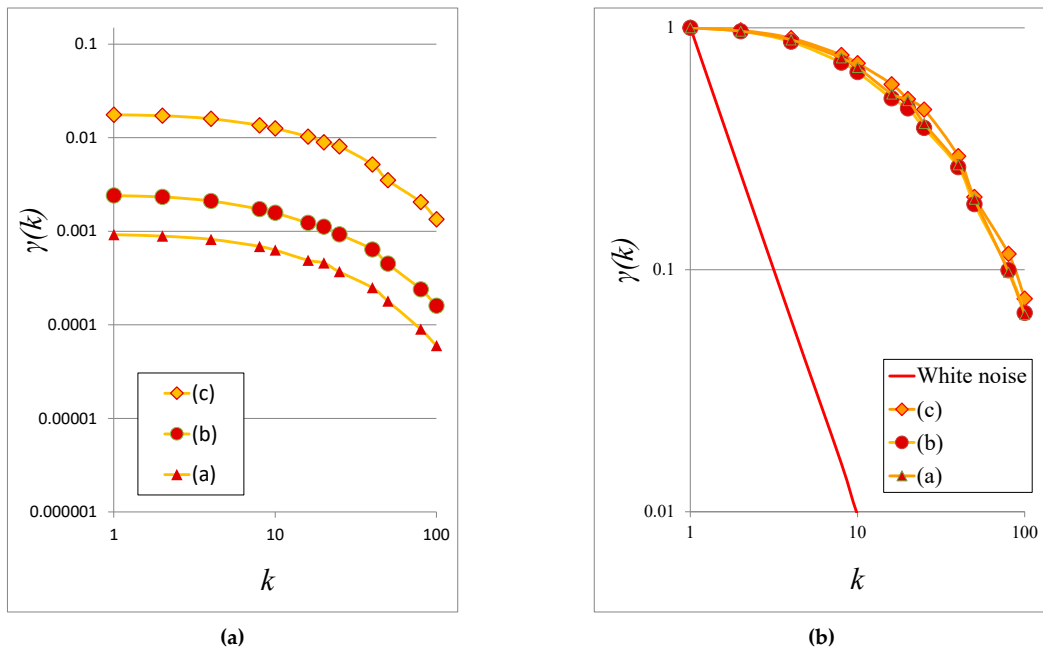 (a)
0.1
0.01
0.001
0.0001
0.00001
0.000001
γ(k)
(c)
(b)
(a)
1 10 100
k
(a)
(b)
1
0.1
0.01
γ(k)
White noise
(c)
(b)
(a)
1 10 100
k
(b)